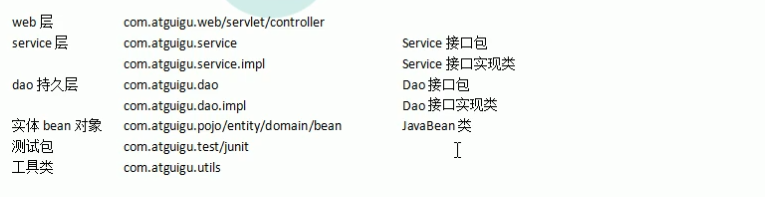 web 层 com.atguigu.web/servlet/controller
service 层 com.atguigu.service Service 接口包
com.atguigu.service.impl Service 接口实现类
dao 持久层 com.atguigu.dao Dao 接口包
com.atguigu.dao.impl Dao 接口实现类
实体 bean 对象 com.atguigu.pojo/entity/domain/bean JavaBean 类
测试包 com.atguigu.test/junit
工具类 com.atguigu.utils